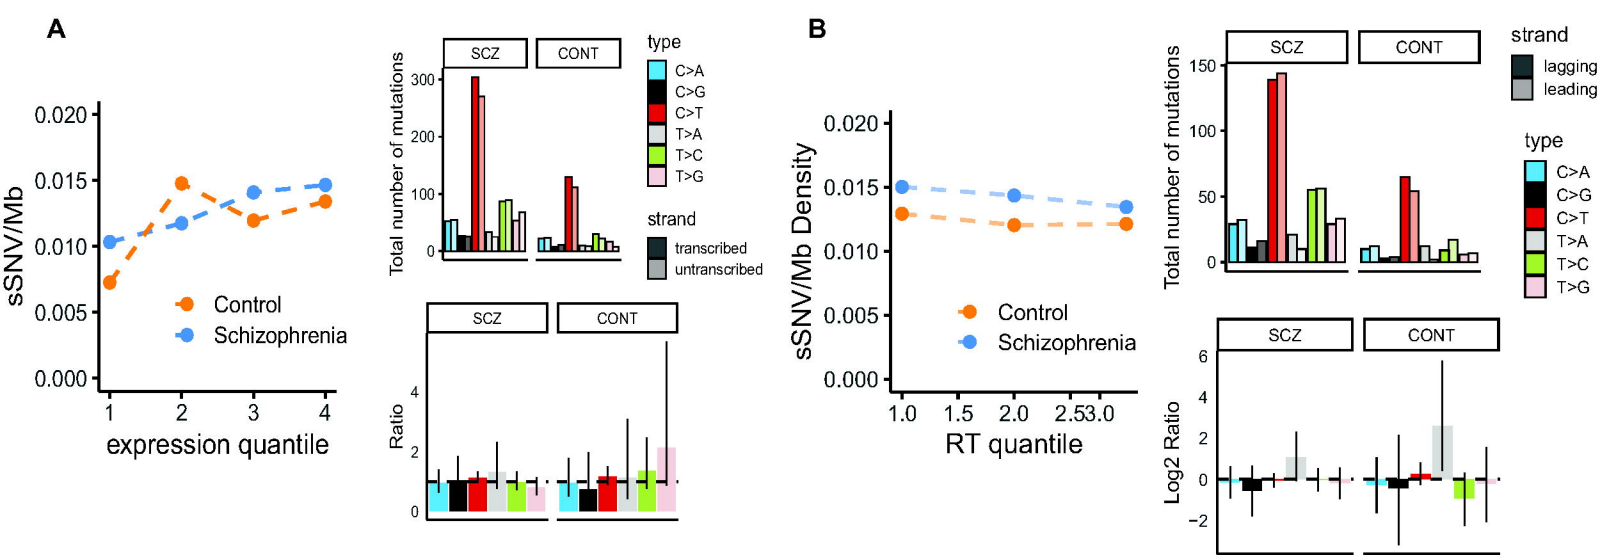 A
sSNV/Mb
0.020
0.015
0.010
0.005
0.000
1 2 3 4
expression quantile
Control
Schizophrenia
Total number of mutations
300
200
100
0
SCZ CONT
type
C>A
C>G
C>T
T>A
T>C
T>G
strand
transcribed
untranscribed
Ratio
4
2
0
SCZ CONT
B
sSNV/Mb Density
0.020
0.015
0.010
0.005
0.000
1.0 1.5 2.0 2.53.0
RT quantile
Control
Schizophrenia
Total number of mutations
150
100
50
0
SCZ CONT
strand
lagging
leading
type
C>A
C>G
C>T
T>A
T>C
T>G
Log2 Ratio
6
4
2
0
−2
SCZ CONT